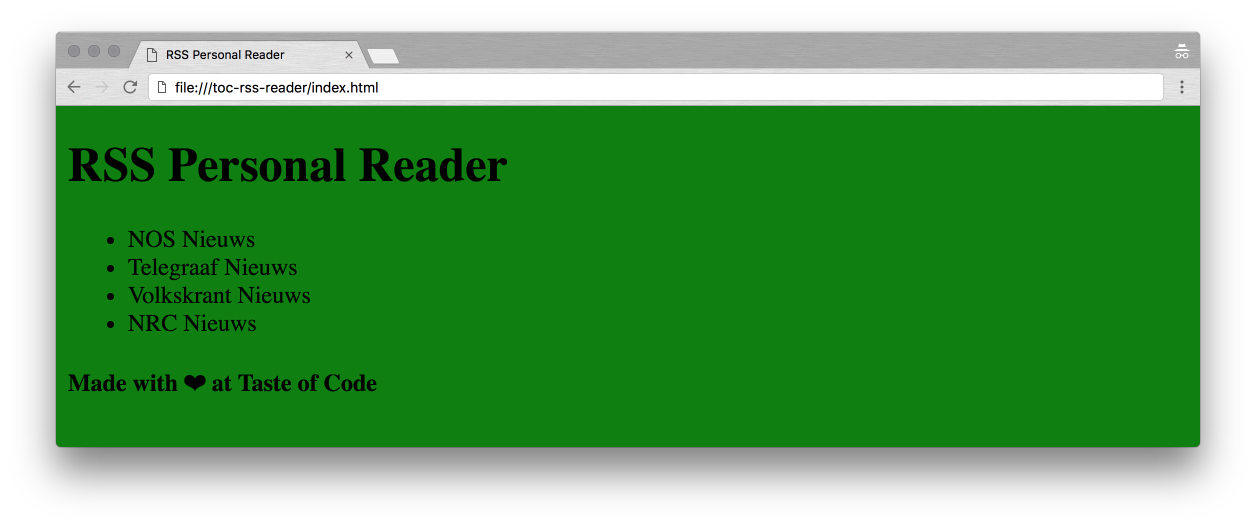 RSS Personal Reader
file:///toc-rss-reader/index.html
RSS Personal Reader
• NOS Nieuws
• Telegraaf Nieuws
• Volkskrant Nieuws
• NRC Nieuws
Made with ❤ at Taste of Code